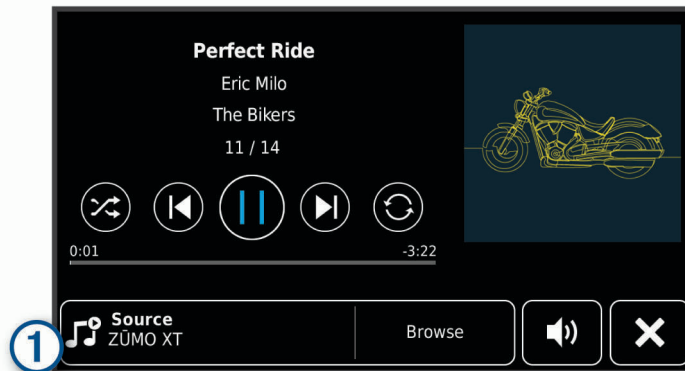 Perfect Ride
Eric Milo
The Bikers
11 / 14
0:01 -3:22
Source
ZŪMO XT
Browse
1